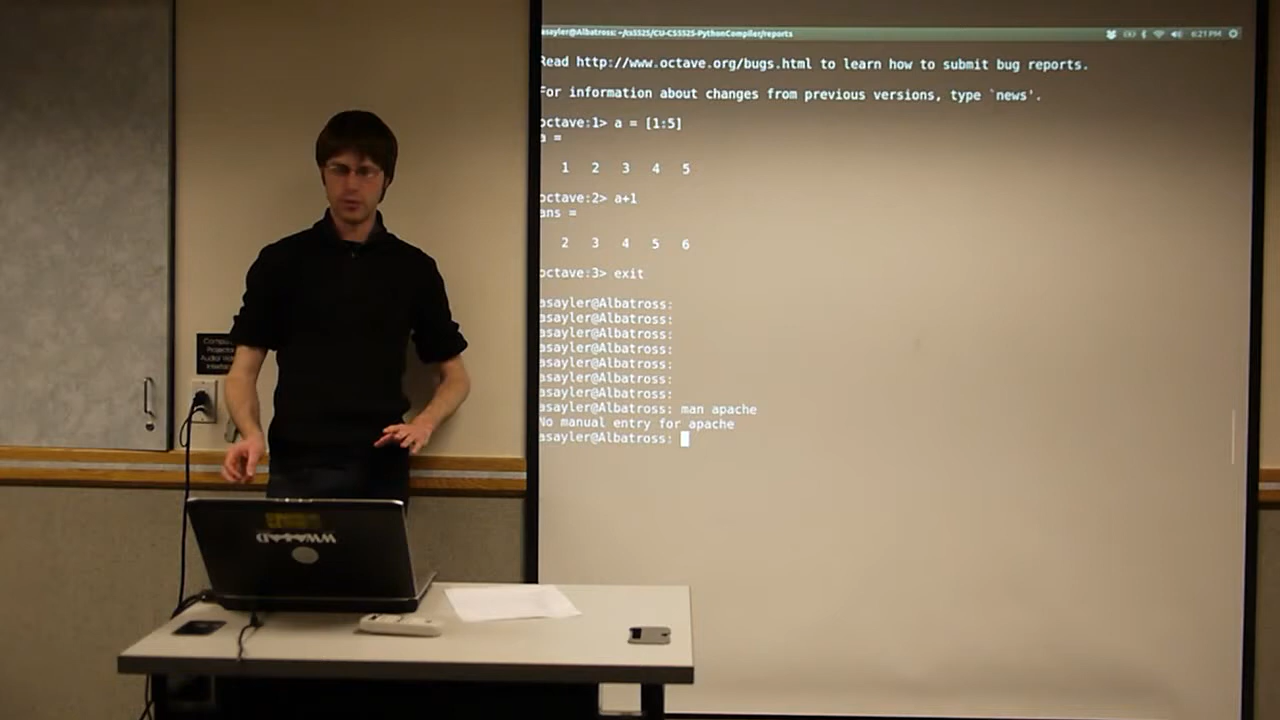 asayler@Albatross: ~/cs5525/CU-CS5525-PythonCompiler/reports
6:21 PM
Read http://www.octave.org/bugs.html to learn how to submit bug reports.
For information about changes from previous versions, type `news'.
octave:1> a = [1:5]
a =
1 2 3 4 5
octave:2> a+1
ans =
2 3 4 5 6
octave:3> exit
asayler@Albatross:
asayler@Albatross:
asayler@Albatross:
asayler@Albatross:
asayler@Albatross:
asayler@Albatross:
asayler@Albatross:
asayler@Albatross: man apache
No manual entry for apache
asayler@Albatross: